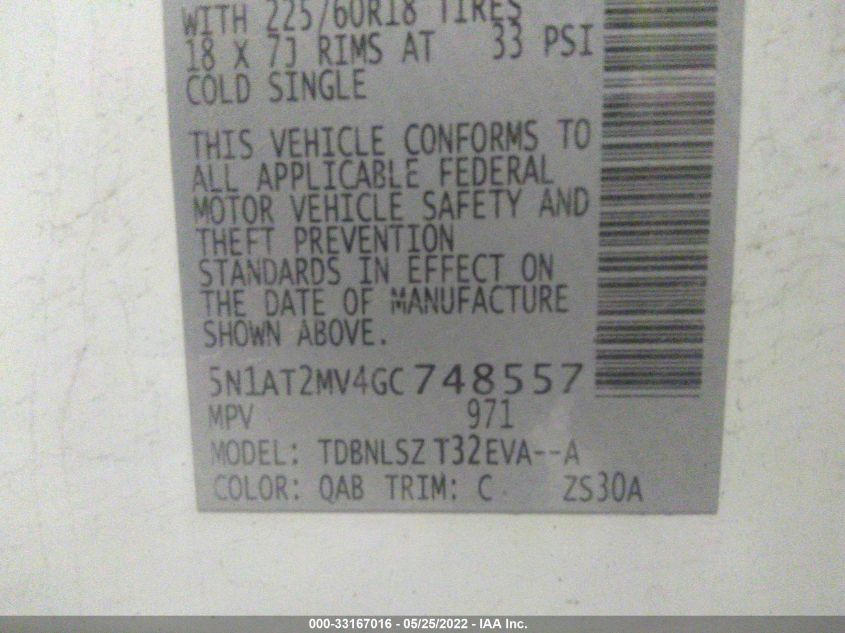 WITH 225/60R18 TIRES
18 X 7J RIMS AT 33 PSI
COLD SINGLE
THIS VEHICLE CONFORMS TO
ALL APPLICABLE FEDERAL
MOTOR VEHICLE SAFETY AND
THEFT PREVENTION
STANDARDS IN EFFECT ON
THE DATE OF MANUFACTURE
SHOWN ABOVE.
5N1AT2MV4GC748557
MPV 971
MODEL: TDBNLSZ T32EVA--A
COLOR: QAB TRIM: C ZS30A
000-33167016 - 05/25/2022 - IAA Inc.